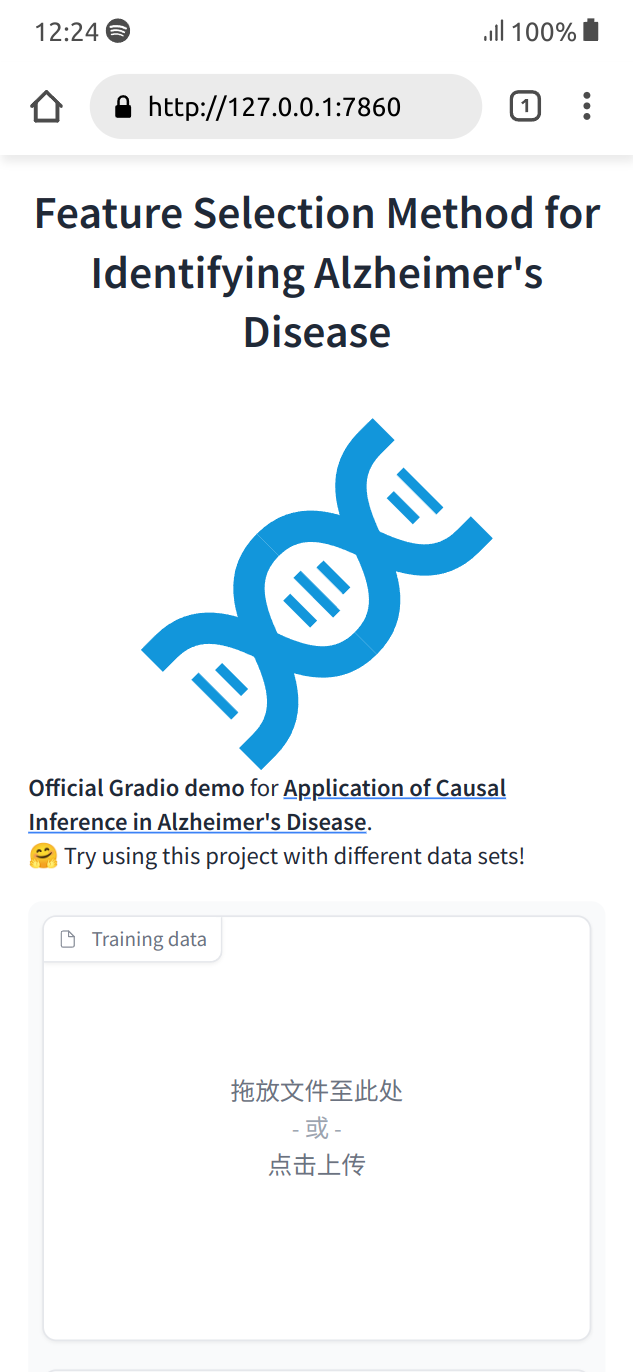 12:24 100%
http://127.0.0.1:7860 1
Feature Selection Method for
Identifying Alzheimer's
Disease
Official Gradio demo for Application of Causal
Inference in Alzheimer's Disease.
🤗 Try using this project with different data sets!
Training data
拖放文件至此处
- 或 -
点击上传